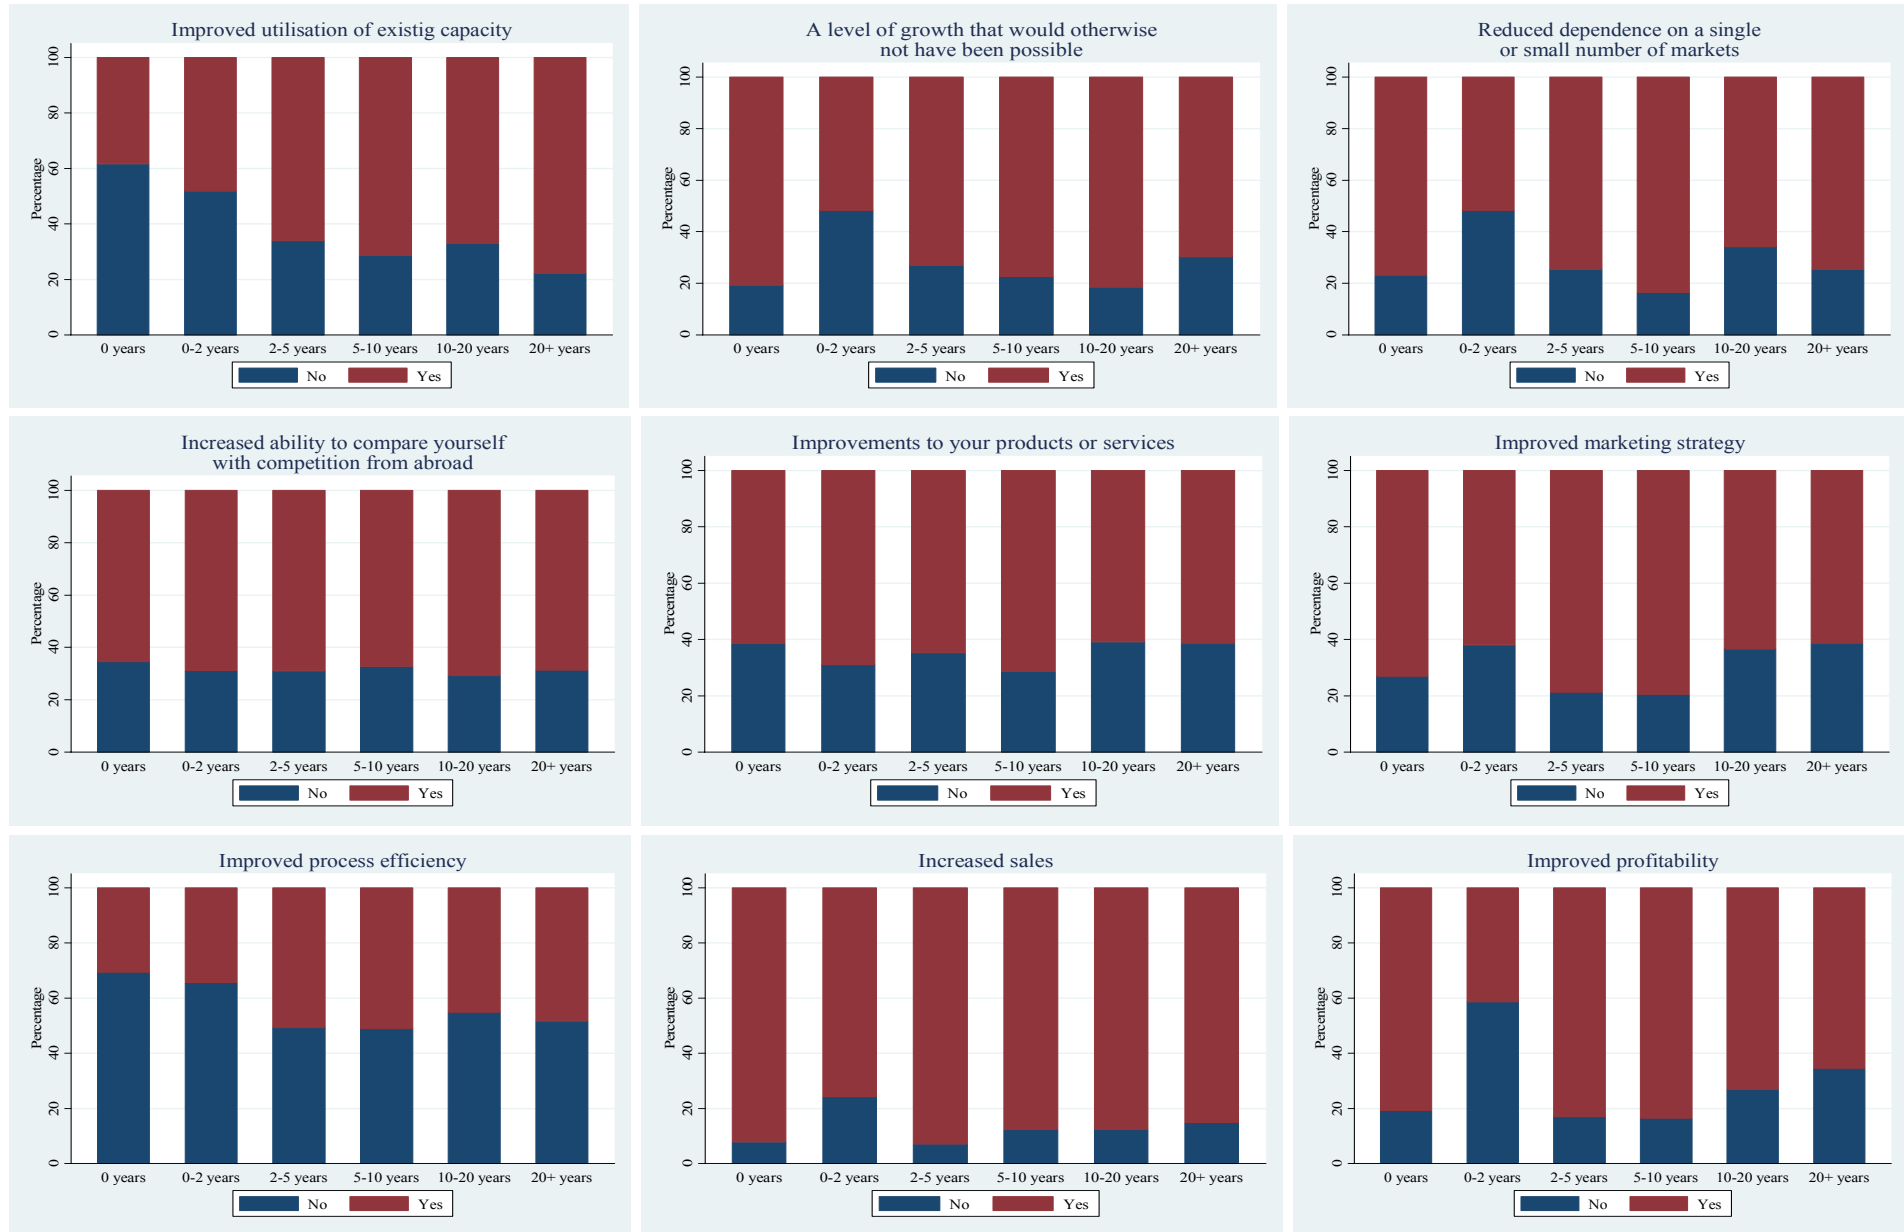 Improved utilisation of existig capacity
Percentage
100
80
60
40
20
0
0 years 0-2 years 2-5 years 5-10 years 10-20 years 20+ years
No Yes
A level of growth that would otherwise
not have been possible
Percentage
100
80
60
40
20
0
0 years 0-2 years 2-5 years 5-10 years 10-20 years 20+ years
No Yes
Reduced dependence on a single
or small number of markets
Percentage
100
80
60
40
20
0
0 years 0-2 years 2-5 years 5-10 years 10-20 years 20+ years
No Yes
Increased ability to compare yourself
with competition from abroad
Percentage
100
80
60
40
20
0
0 years 0-2 years 2-5 years 5-10 years 10-20 years 20+ years
No Yes
Improvements to your products or services
Percentage
100
80
60
40
20
0
0 years 0-2 years 2-5 years 5-10 years 10-20 years 20+ years
No Yes
Improved marketing strategy
Percentage
100
80
60
40
20
0
0 years 0-2 years 2-5 years 5-10 years 10-20 years 20+ years
No Yes
Improved process efficiency
Percentage
100
80
60
40
20
0
0 years 0-2 years 2-5 years 5-10 years 10-20 years 20+ years
No Yes
Increased sales
Percentage
100
80
60
40
20
0
0 years 0-2 years 2-5 years 5-10 years 10-20 years 20+ years
No Yes
Improved profitability
Percentage
100
80
60
40
20
0
0 years 0-2 years 2-5 years 5-10 years 10-20 years 20+ years
No Yes